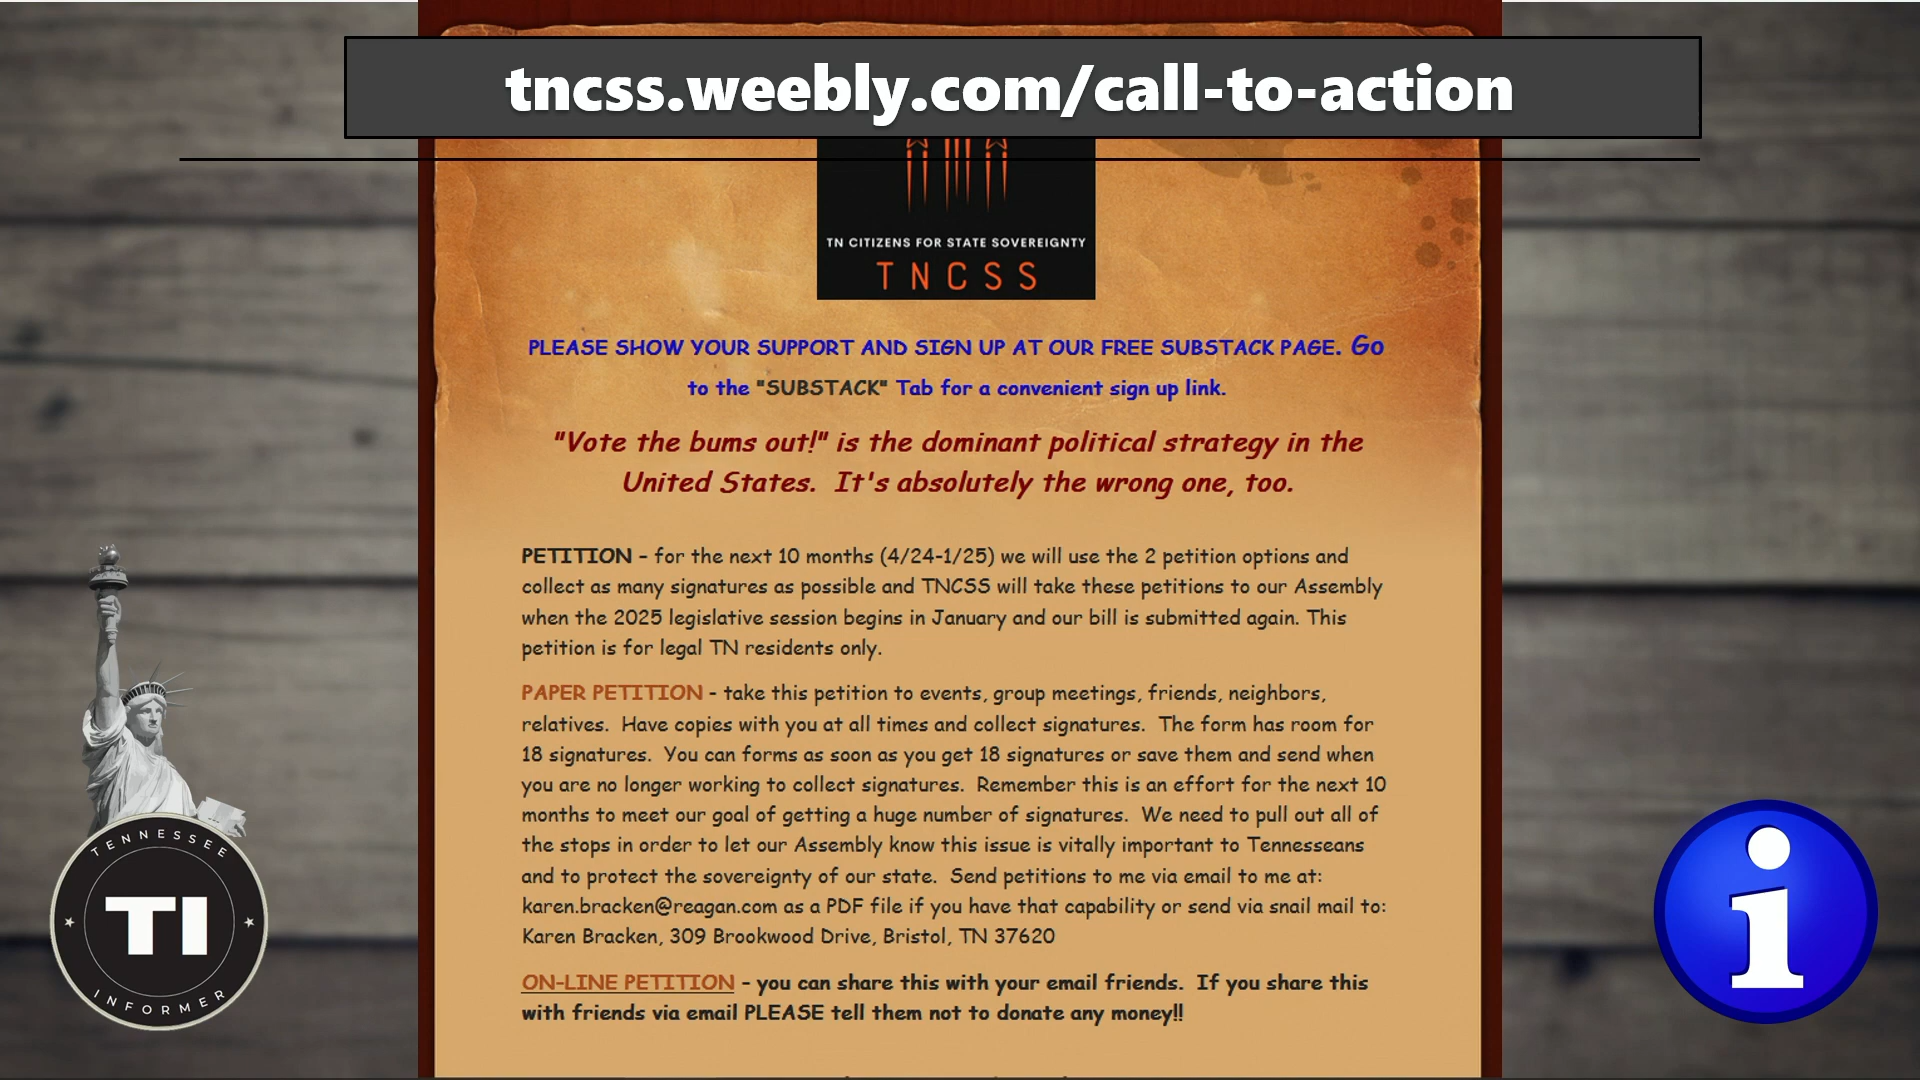 tncss.weebly.com/call-to-action
TN CITIZENS FOR STATE SOVEREIGNTY
TNCSS
PLEASE SHOW YOUR SUPPORT AND SIGN UP AT OUR FREE SUBSTACK PAGE. Go
to the "SUBSTACK" Tab for a convenient sign up link.
"Vote the bums out!" is the dominant political strategy in the
United States.  It's absolutely the wrong one, too.
PETITION - for the next 10 months (4/24-1/25) we will use the 2 petition options and
collect as many signatures as possible and TNCSS will take these petitions to our Assembly
when the 2025 legislative session begins in January and our bill is submitted again. This
petition is for legal TN residents only.
PAPER PETITION - take this petition to events, group meetings, friends, neighbors,
relatives.  Have copies with you at all times and collect signatures.  The form has room for
18 signatures.  You can forms as soon as you get 18 signatures or save them and send when
you are no longer working to collect signatures.  Remember this is an effort for the next 10
months to meet our goal of getting a huge number of signatures.  We need to pull out all of
the stops in order to let our Assembly know this issue is vitally important to Tennesseans
and to protect the sovereignty of our state.  Send petitions to me via email to me at:
karen.bracken@reagan.com as a PDF file if you have that capability or send via snail mail to:
Karen Bracken, 309 Brookwood Drive, Bristol, TN 37620
ON-LINE PETITION - you can share this with your email friends.  If you share this
with friends via email PLEASE tell them not to donate any money!!
TENNESSEE
TI
INFORMER
i